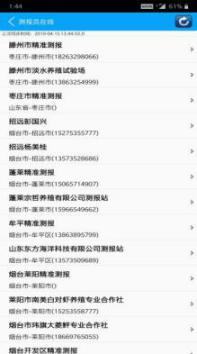 1:44
61%
测报员在线
上次同步时间: 2019-04-15 13:44:02.0
滕州市精准测报
枣庄市-滕州市(18263298066)
滕州市淡水养殖试验场
枣庄市-滕州市(13863254999)
枣庄市精准测报
山东省-枣庄市()
招远彭国兴
烟台市-招远市(15275355777)
招远杨美桂
烟台市-招远市(13573528686)
蓬莱精准测报
烟台市-蓬莱市(15065714907)
蓬莱宗哲养殖有限公司测报站
烟台市-蓬莱市(15966549662)
牟平精准测报
烟台市-牟平区(13863895799)
山东东方海洋科技有限公司测报站
烟台市-牟平区(13573509689)
烟台莱阳精准测报
烟台市-莱阳市()
莱阳市南美白对虾养殖专业合作社
烟台市-莱阳市(15253558777)
烟台市玮旗大菱鲆专业合作社
烟台市-莱阳市(18669765055)
烟台开发区精准测报